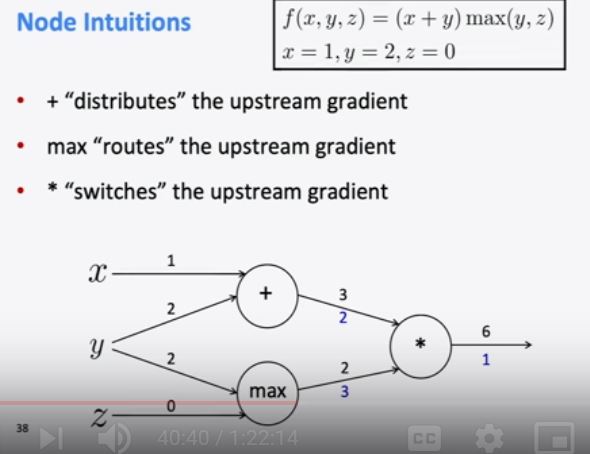 Node Intuitions
f(x, y, z) = (x + y) max(y, z)
x = 1, y = 2, z = 0
• + “distributes” the upstream gradient
• max “routes” the upstream gradient
• * “switches” the upstream gradient
x
1
+
3
2
2
y
*
6
1
2
2
3
max
z
0
38
40:40 / 1:22:14
CC